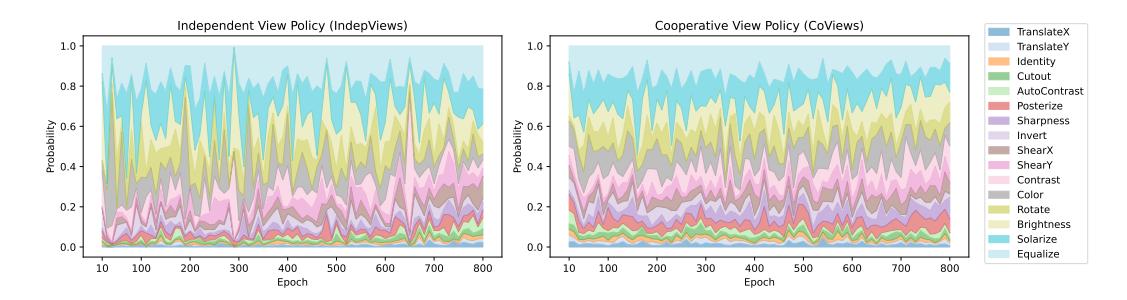 Independent View Policy (IndepViews)
1.0
0.8
0.6
0.4
0.2
0.0
Probability
10 100 200 300 400 500 600 700 800
Epoch
Cooperative View Policy (CoViews)
1.0
0.8
0.6
0.4
0.2
0.0
Probability
10 100 200 300 400 500 600 700 800
Epoch
TranslateX
TranslateY
Identity
Cutout
AutoContrast
Posterize
Sharpness
Invert
ShearX
ShearY
Contrast
Color
Rotate
Brightness
Solarize
Equalize